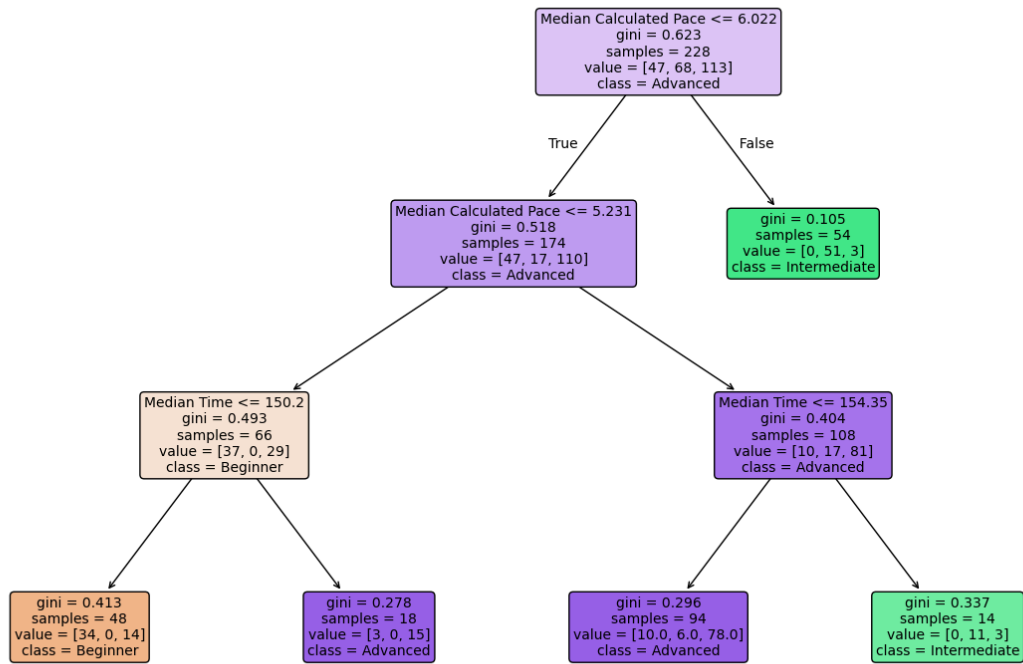 Median Calculated Pace <= 6.022
gini = 0.623
samples = 228
value = [47, 68, 113]
class = Advanced
True
False
Median Calculated Pace <= 5.231
gini = 0.518
samples = 174
value = [47, 17, 110]
class = Advanced
gini = 0.105
samples = 54
value = [0, 51, 3]
class = Intermediate
Median Time <= 150.2
gini = 0.493
samples = 66
value = [37, 0, 29]
class = Beginner
Median Time <= 154.35
gini = 0.404
samples = 108
value = [10, 17, 81]
class = Advanced
gini = 0.413
samples = 48
value = [34, 0, 14]
class = Beginner
gini = 0.278
samples = 18
value = [3, 0, 15]
class = Advanced
gini = 0.296
samples = 94
value = [10.0, 6.0, 78.0]
class = Advanced
gini = 0.337
samples = 14
value = [0, 11, 3]
class = Intermediate